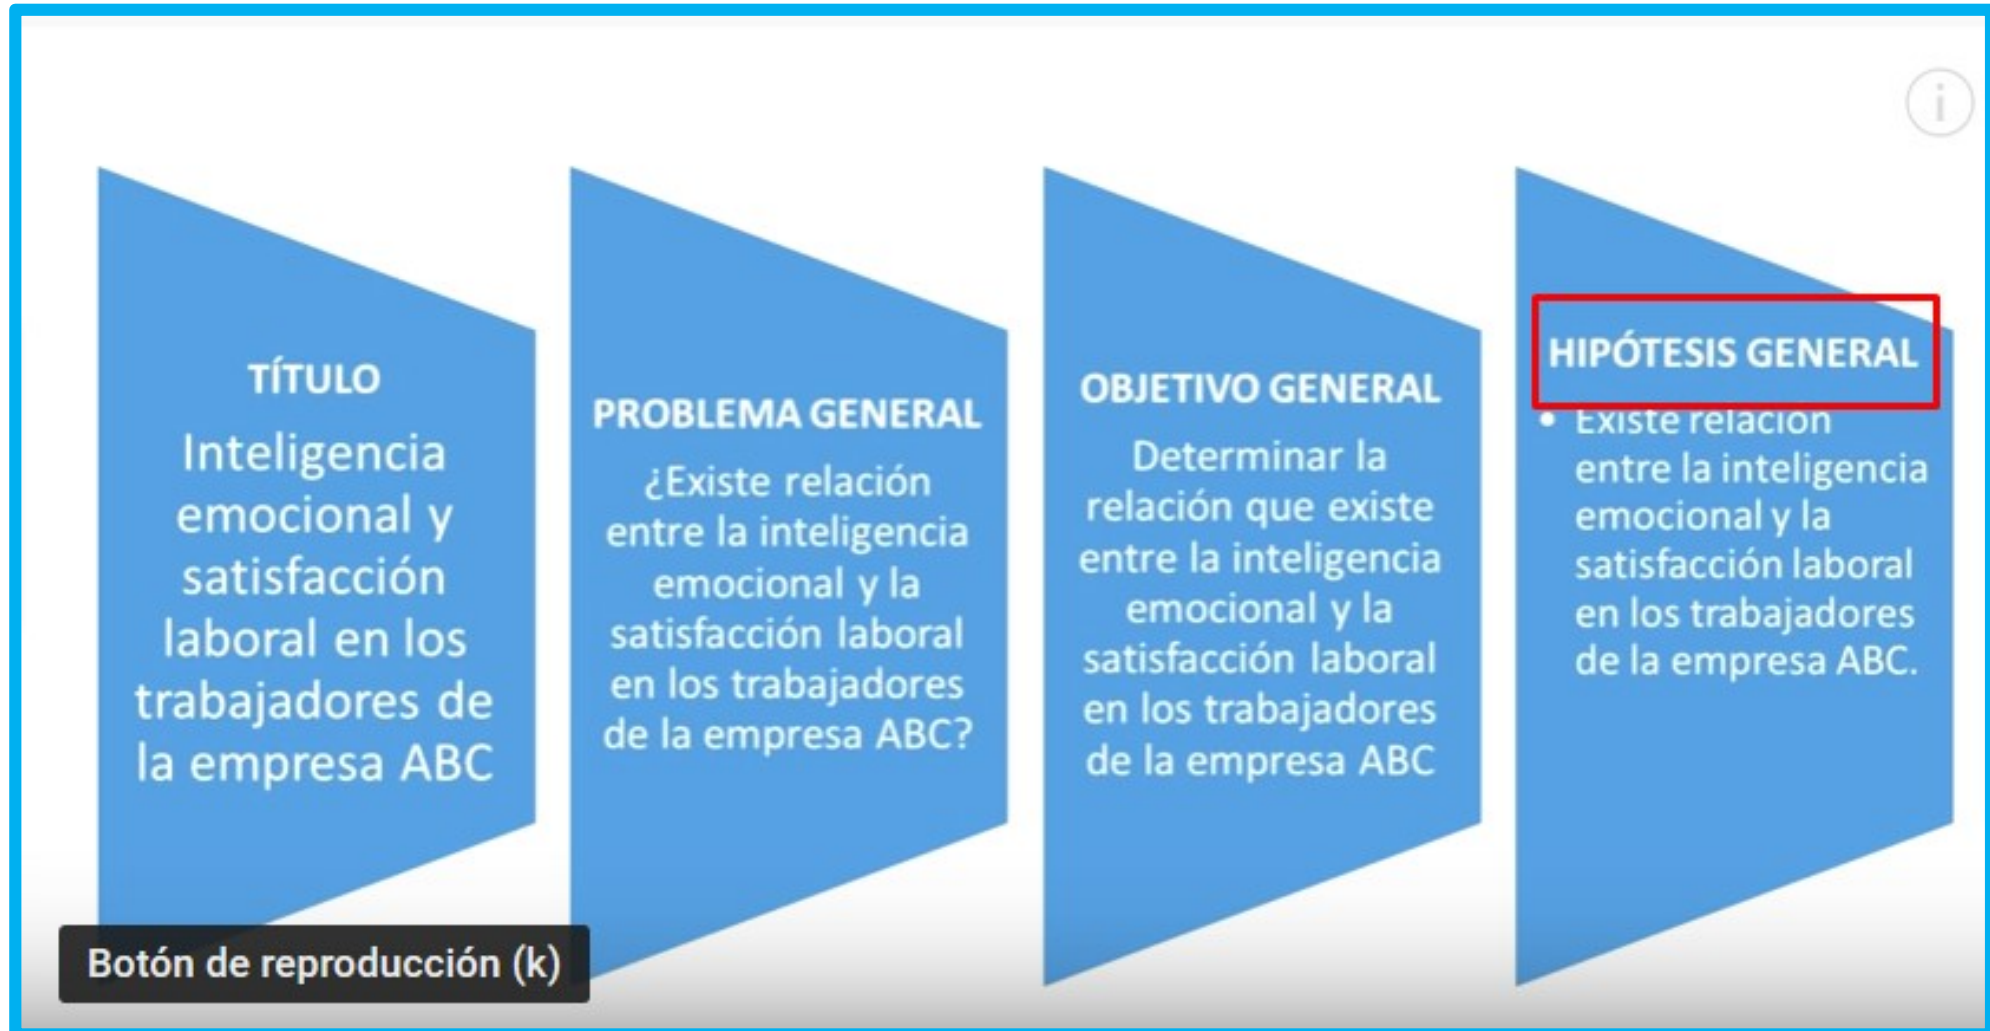 TÍTULO
Inteligencia
emocional y
satisfacción
laboral en los
trabajadores de
la empresa ABC
PROBLEMA GENERAL
¿Existe relación
entre la inteligencia
emocional y la
satisfacción laboral
en los trabajadores
de la empresa ABC?
OBJETIVO GENERAL
Determinar la
relación que existe
entre la inteligencia
emocional y la
satisfacción laboral
en los trabajadores
de la empresa ABC
HIPÓTESIS GENERAL
• Existe relación
entre la inteligencia
emocional y la
satisfacción laboral
en los trabajadores
de la empresa ABC.
i
Botón de reproducción (k)